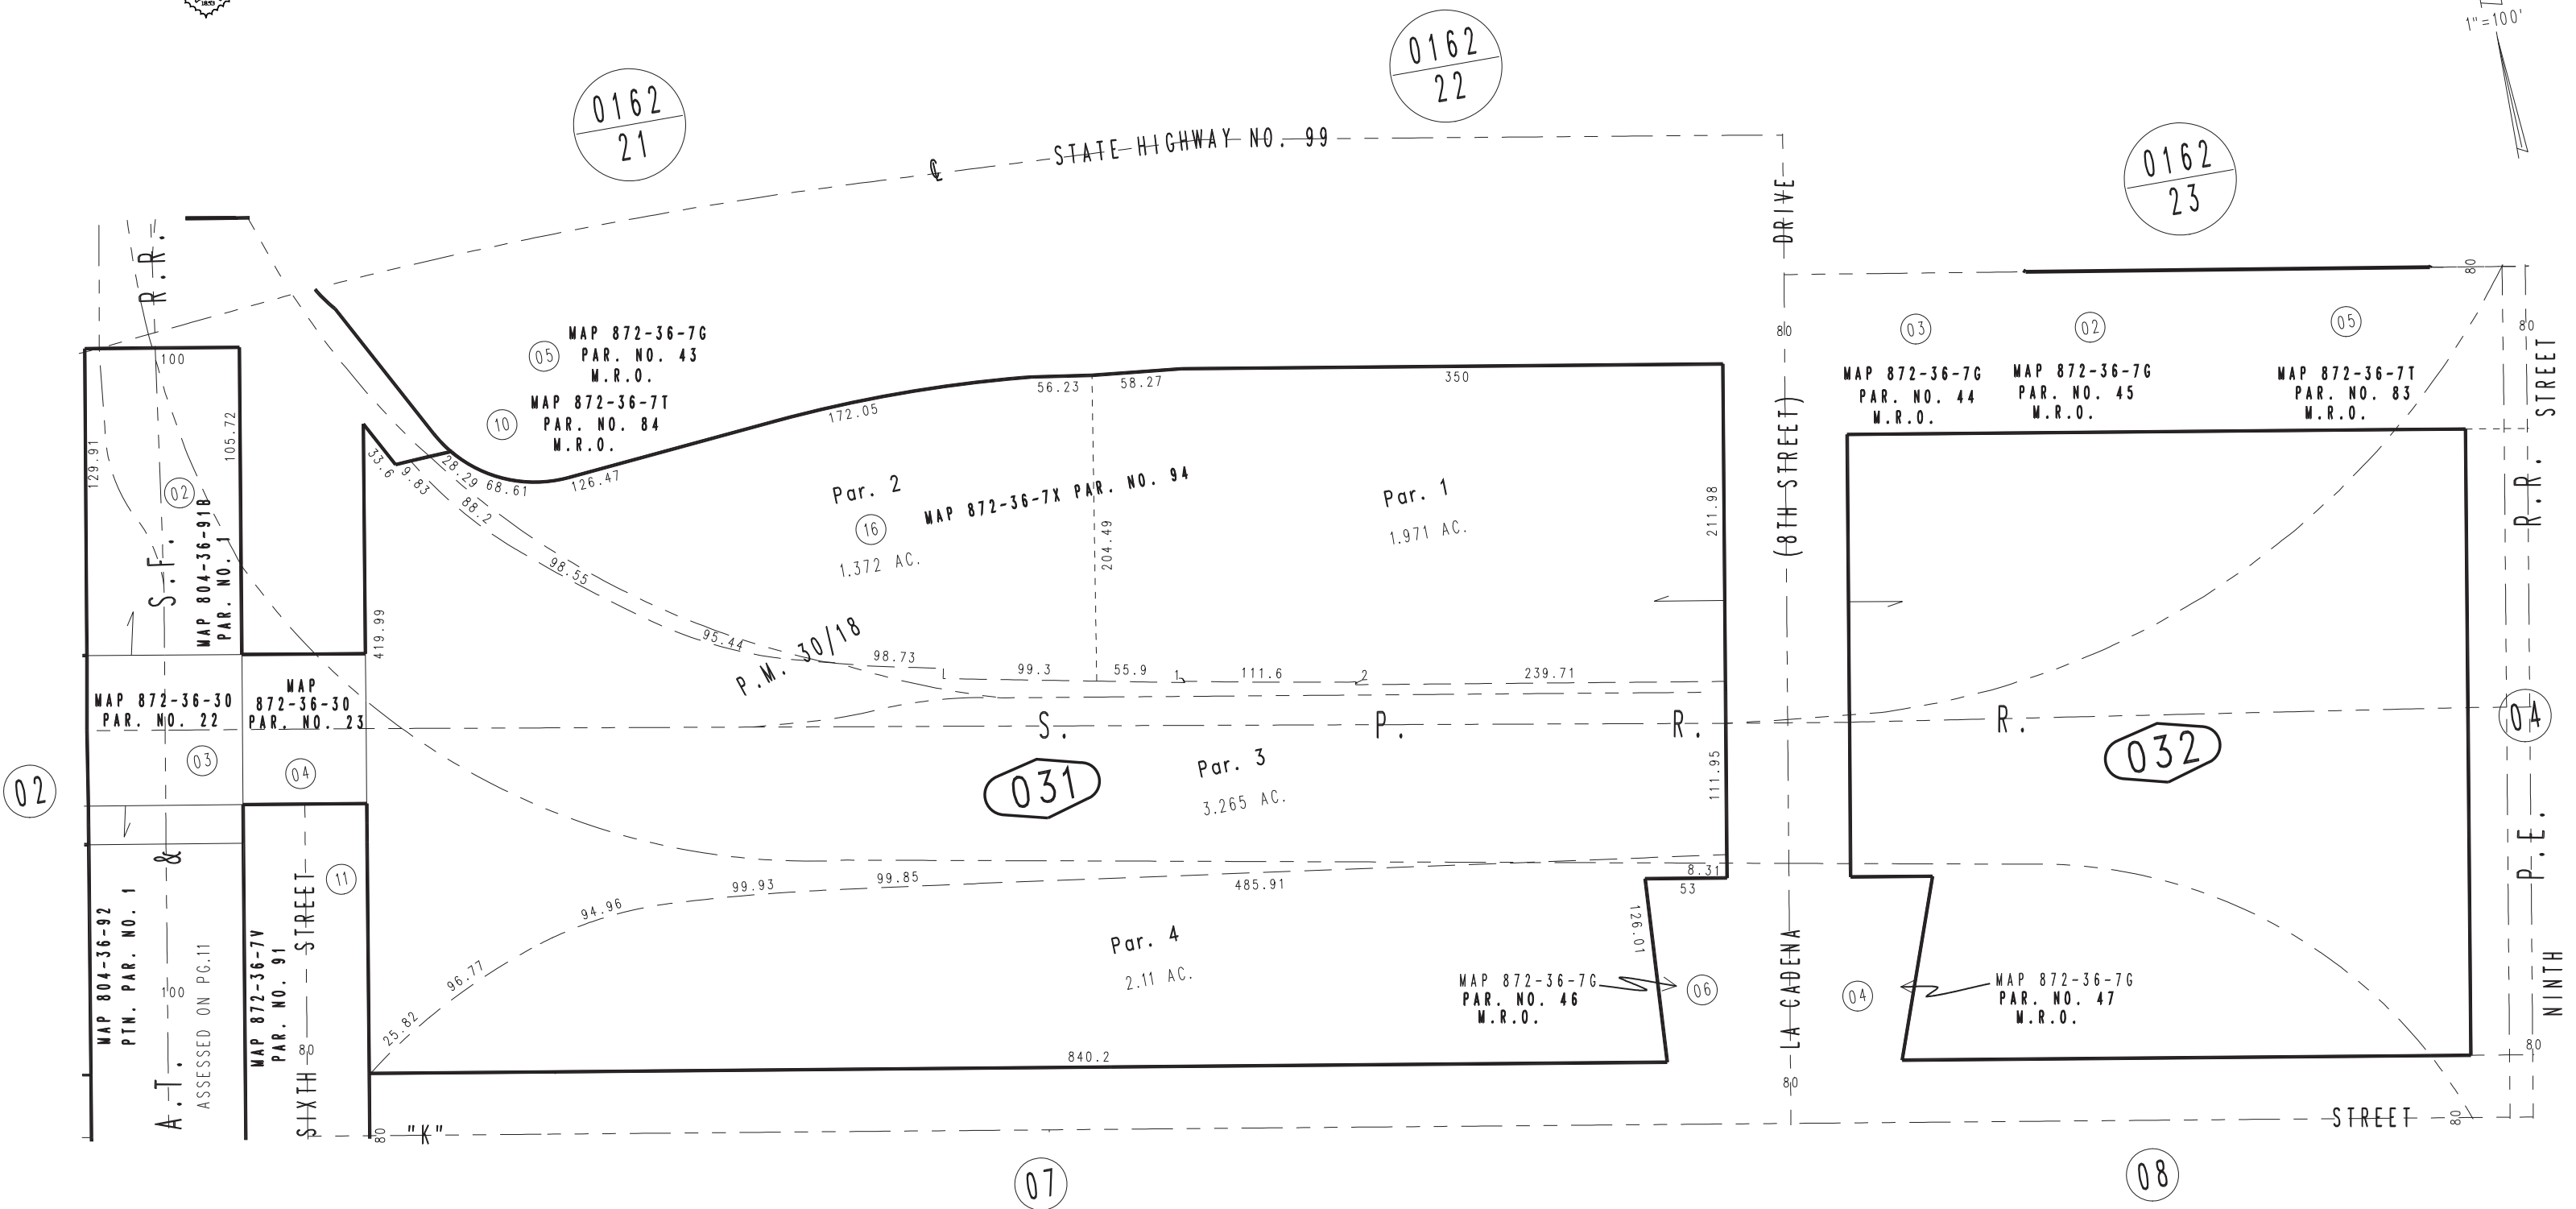 1"=100'
0162
22
0162
21
0162
23
STATE HIGHWAY NO. 99
R.R.
DRIVE
80
80
80
STREET
MAP 872-36-7G
05
PAR. NO. 43
M.R.O.
MAP 872-36-7T
10
PAR. NO. 84
M.R.O.
03
02
05
MAP 872-36-7G
PAR. NO. 44
M.R.O.
MAP 872-36-7G
PAR. NO. 45
M.R.O.
MAP 872-36-7T
PAR. NO. 83
M.R.O.
100
129.91
105.72
02
S.F.
MAP 804-36-91B
PAR. NO. 1
33.6
9.83
28.29
68.61
126.47
172.05
56.23
58.27
350
88.2
98.55
95.44
98.73
99.3
55.9
1
111.6
2
239.71
419.99
Par. 2
16
1.372 AC.
MAP 872-36-7X PAR. NO. 94
204.49
Par. 1
1.971 AC.
211.98
(8TH STREET)
R.R.
P.M. 30/18
MAP 872-36-30
PAR. NO. 22
MAP
872-36-30
PAR. NO. 23
03
04
02
S. P. R. R.
031
Par. 3
3.265 AC.
111.95
032
04
P.E.
&
11
99.93
99.85
485.91
8.31
53
94.96
96.77
25.82
126.01
Par. 4
2.11 AC.
MAP 804-36-92
PTN. PAR. NO. 1
100
ASSESSED ON PG.11
A.T.
MAP 872-36-7V
PAR. NO. 91
SIXTH STREET
80
MAP 872-36-7G
PAR. NO. 46
M.R.O.
06
LA CADENA
80
04
MAP 872-36-7G
PAR. NO. 47
M.R.O.
NINTH
80
840.2
80
"K"
STREET
80
07
08